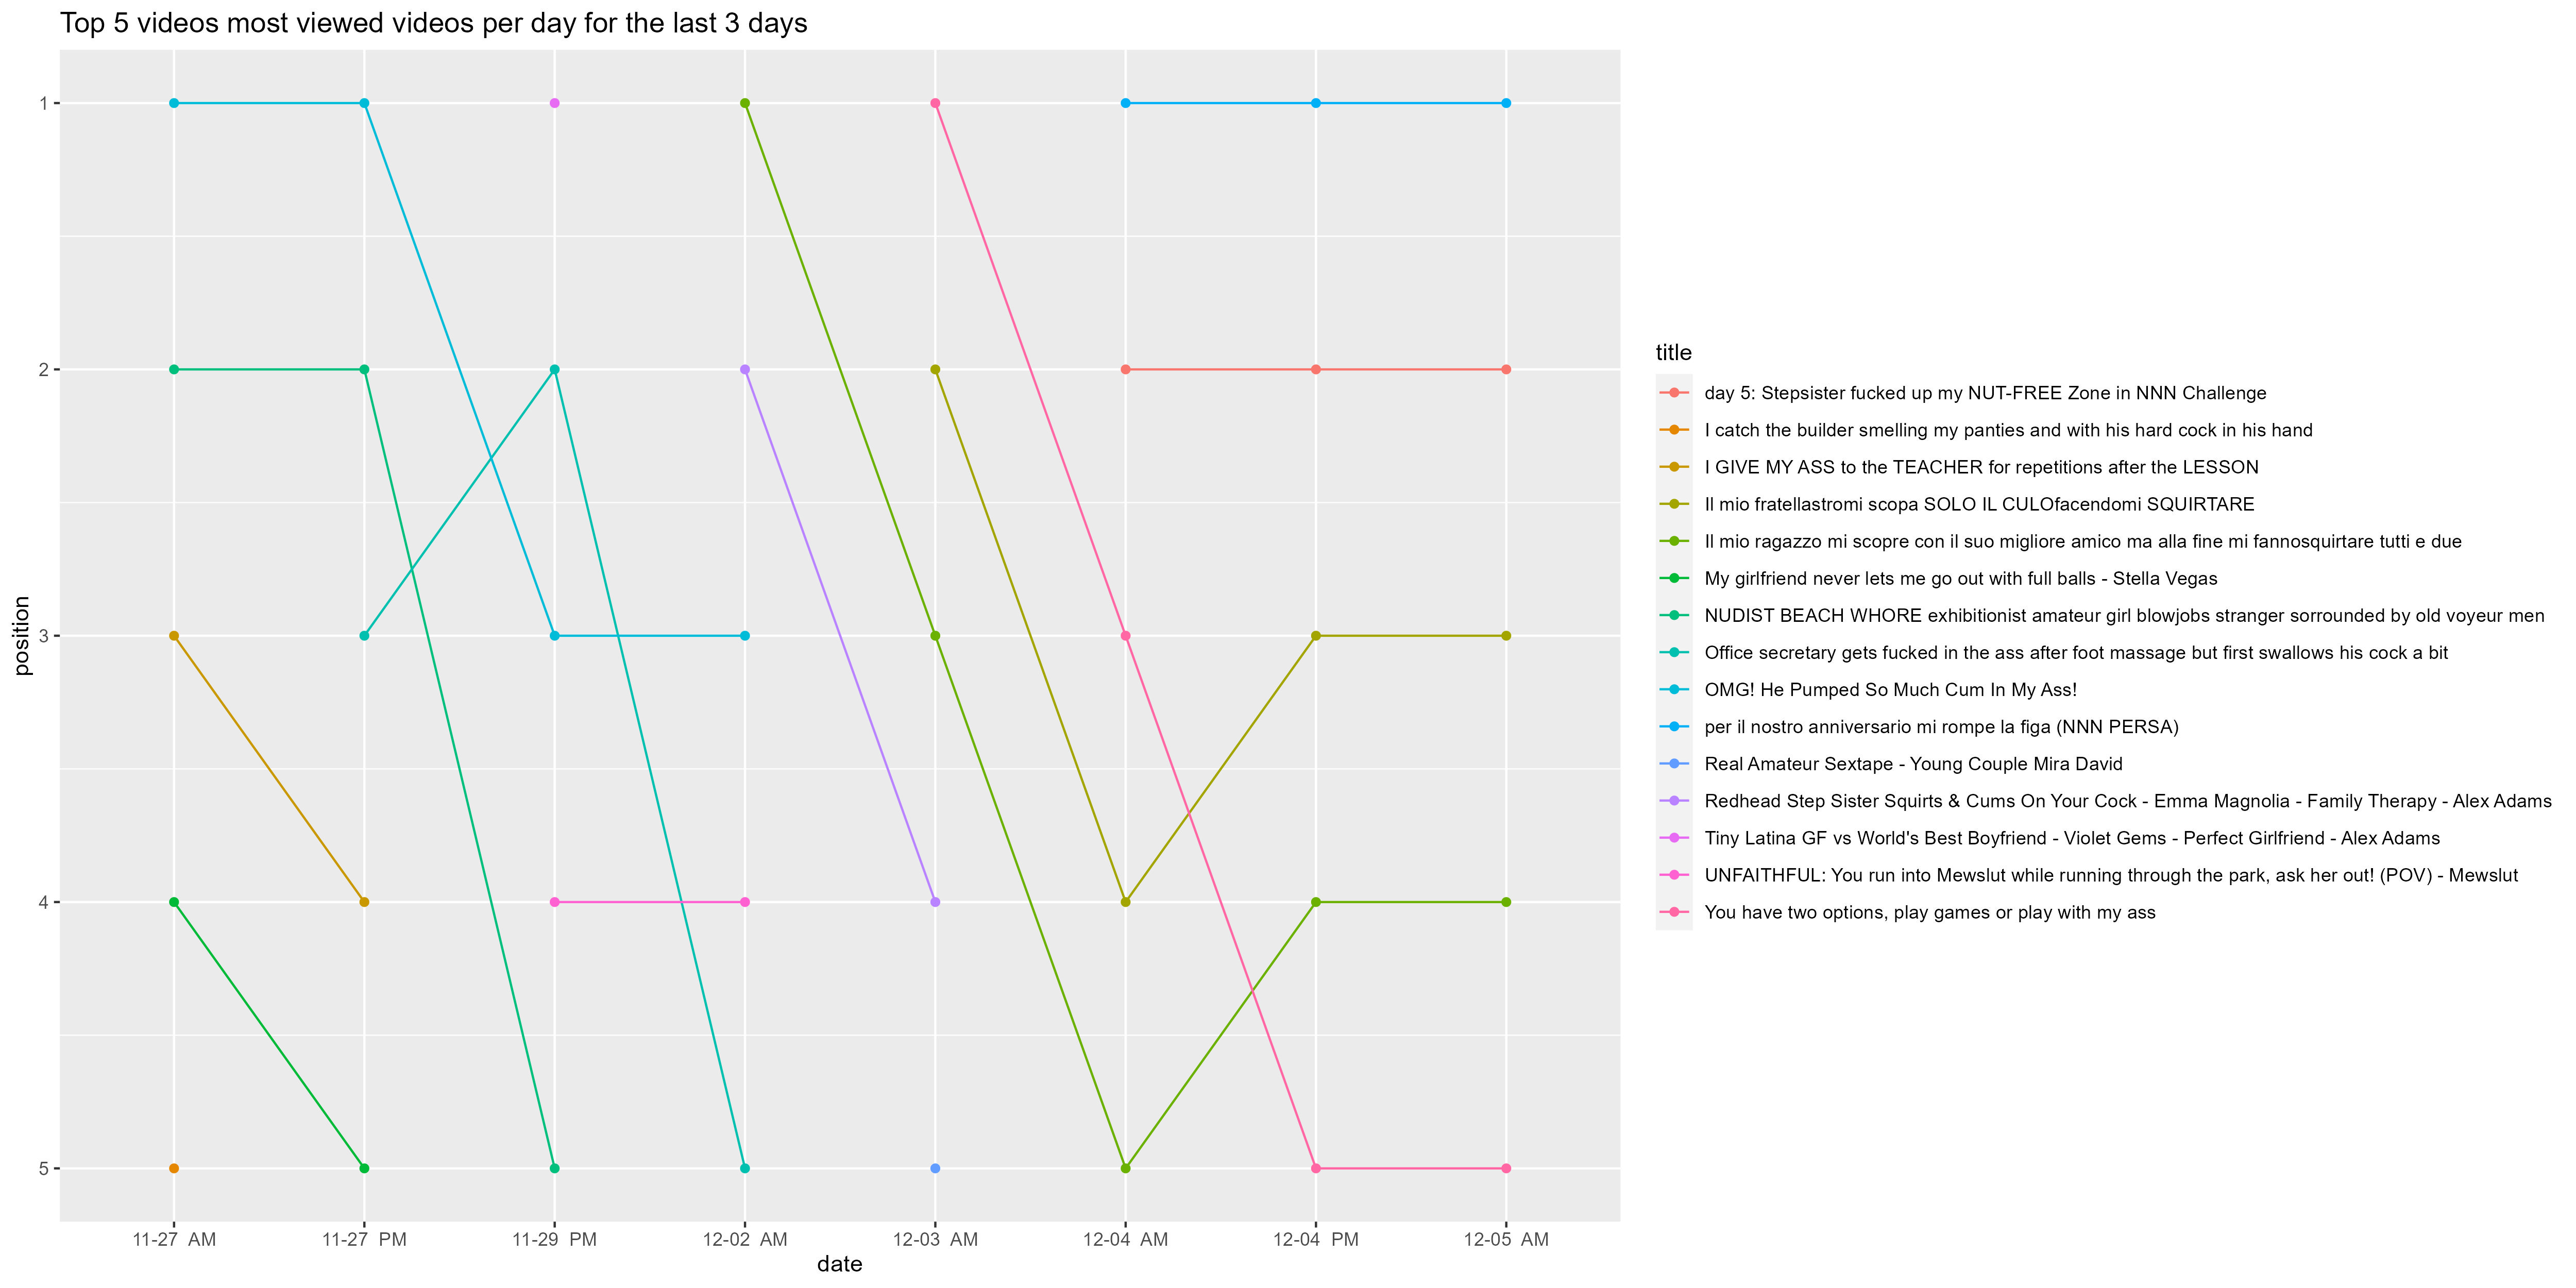 Top 5 videos most viewed videos per day for the last 3 days
position
1
2
3
4
5
11-27  AM
11-27  PM
11-29  PM
12-02  AM
12-03  AM
12-04  AM
12-04  PM
12-05  AM
date
title
day 5: Stepsister fucked up my NUT-FREE Zone in NNN Challenge
I catch the builder smelling my panties and with his hard cock in his hand
I GIVE MY ASS to the TEACHER for repetitions after the LESSON
Il mio fratellastromi scopa SOLO IL CULOfacendomi SQUIRTARE
Il mio ragazzo mi scopre con il suo migliore amico ma alla fine mi fannosquirtare tutti e due
My girlfriend never lets me go out with full balls - Stella Vegas
NUDIST BEACH WHORE exhibitionist amateur girl blowjobs stranger sorrounded by old voyeur men
Office secretary gets fucked in the ass after foot massage but first swallows his cock a bit
OMG! He Pumped So Much Cum In My Ass!
per il nostro anniversario mi rompe la figa (NNN PERSA)
Real Amateur Sextape - Young Couple Mira David
Redhead Step Sister Squirts & Cums On Your Cock - Emma Magnolia - Family Therapy - Alex Adams
Tiny Latina GF vs World's Best Boyfriend - Violet Gems - Perfect Girlfriend - Alex Adams
UNFAITHFUL: You run into Mewslut while running through the park, ask her out! (POV) - Mewslut
You have two options, play games or play with my ass